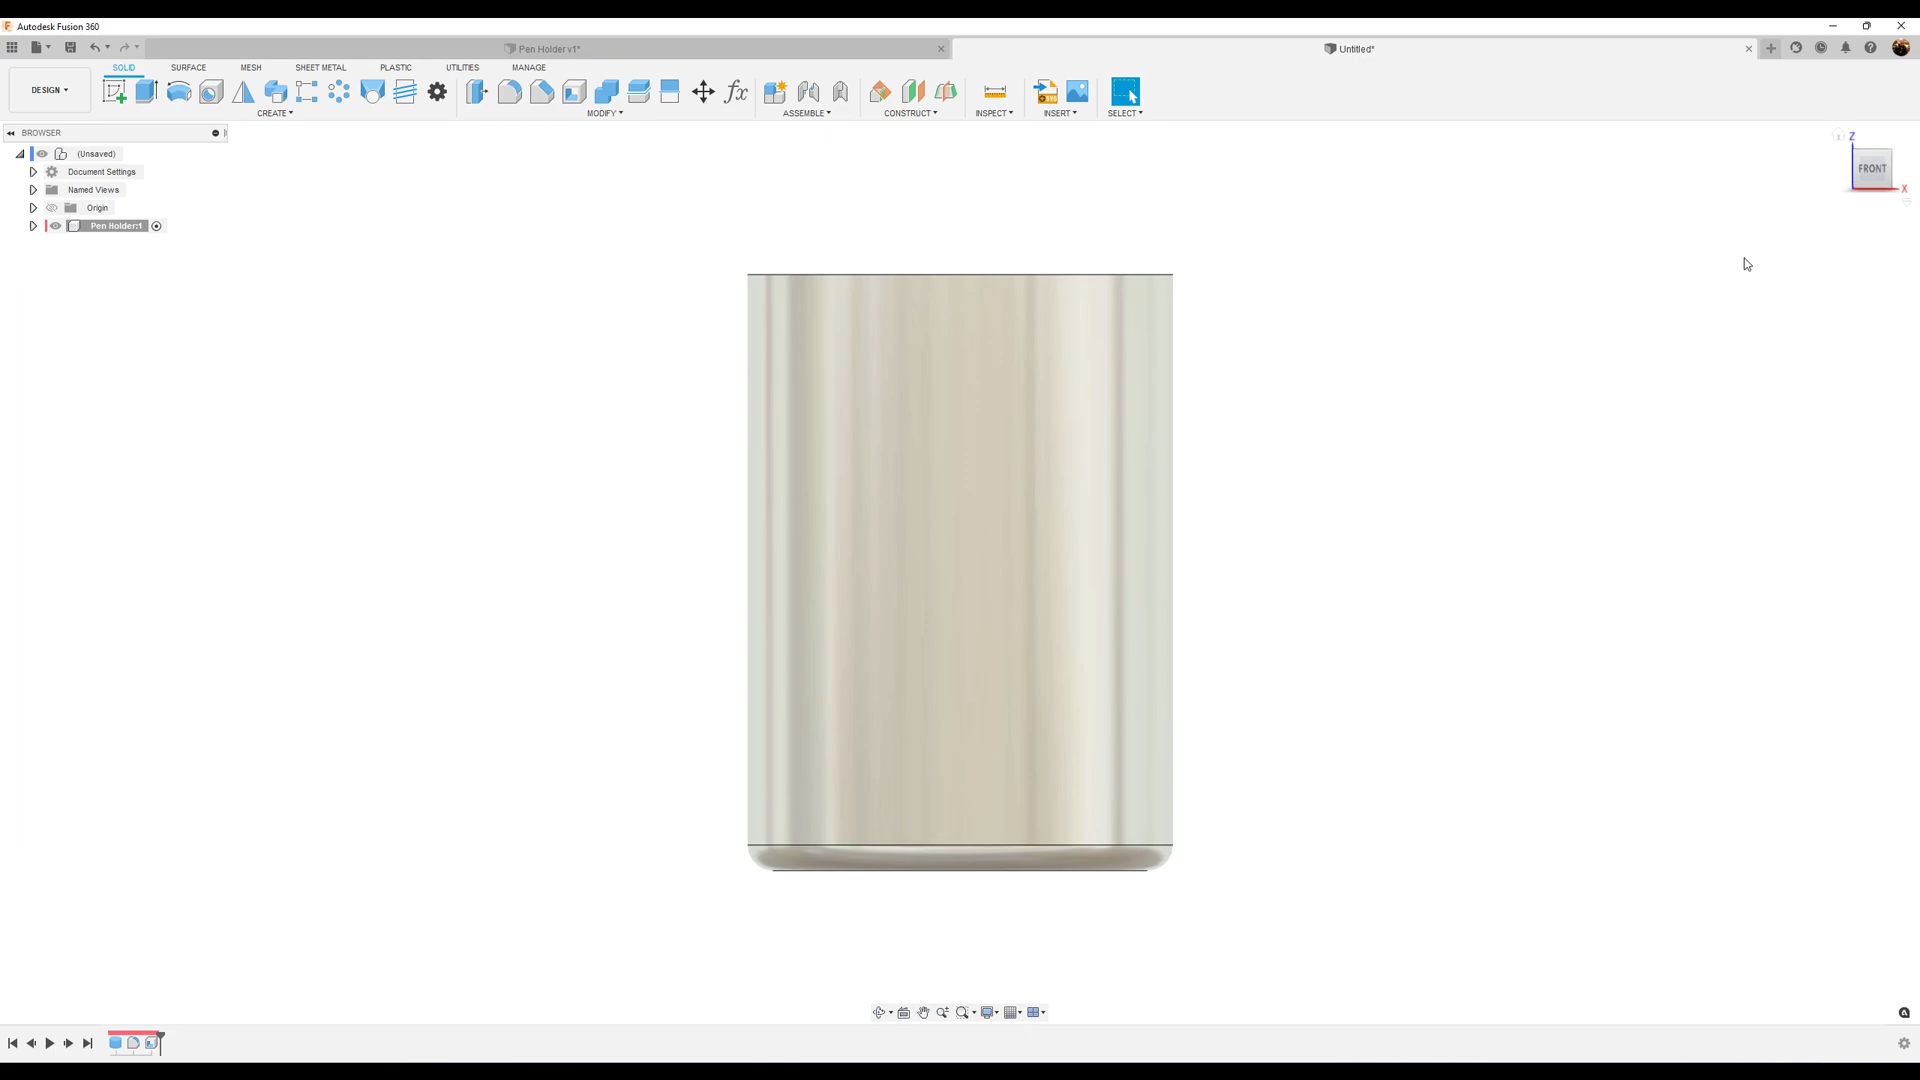 Autodesk Fusion 360
Pen Holder v1*
Untitled*
DESIGN
SOLID SURFACE MESH SHEET METAL PLASTIC UTILITIES MANAGE
CREATE MODIFY ASSEMBLE CONSTRUCT INSPECT INSERT SELECT
BROWSER
(Unsaved)
Document Settings
Named Views
Origin
Pen Holder:1
Z
FRONT
X